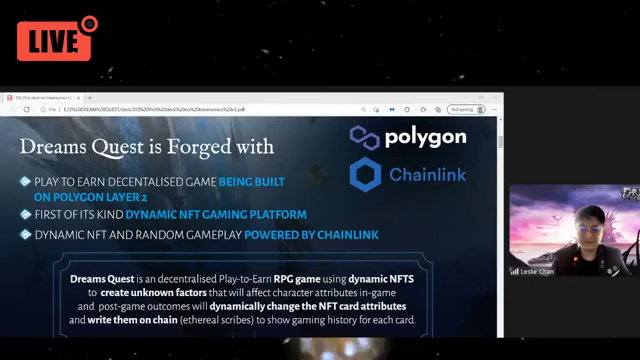 LIVE
Not syncing
Dreams Quest is Forged with
polygon
Chainlink
PLAY TO EARN DECENTALISED GAME BEING BUILT
ON POLYGON LAYER 2
FIRST OF ITS KIND DYNAMIC NFT GAMING PLATFORM
DYNAMIC NFT AND RANDOM GAMEPLAY POWERED BY CHAINLINK
Dreams Quest is an decentralised Play-to-Earn RPG game using dynamic NFTS
to create unknown factors that will affect character attributes in-game
and post-game outcomes will dynamically change the NFT card attributes
and write them on chain (ethereal scribes) to show gaming history for each card.
Leslie Chan